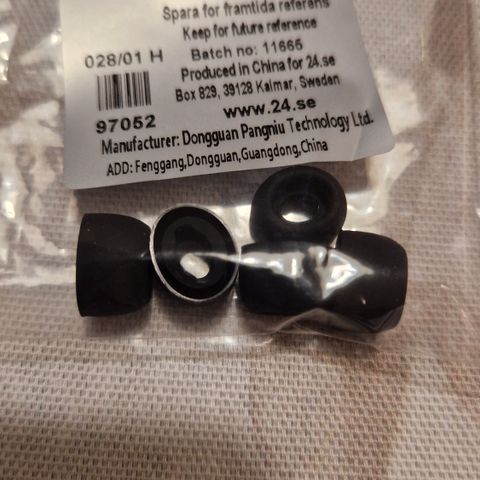 Spara for framtida referens
Keep for future reference
028/01 H
Batch no: 11665
Produced in China for 24.se
Box 829, 39128 Kalmar, Sweden
97052
www.24.se
Manufacturer: Dongguan Pangniu Technology Ltd.
ADD: Fenggang,Dongguan,Guangdong,China